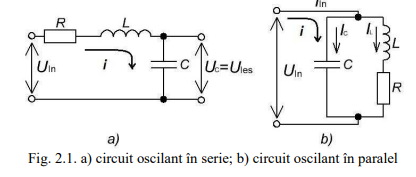 R L Iin
i Ic IL
Uin i C Uc=Uies Uin C L
R
a) b)
Fig. 2.1. a) circuit oscilant în serie; b) circuit oscilant în paralel